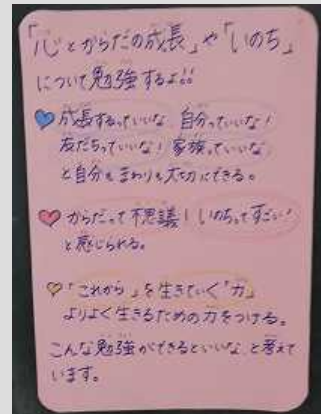 「心とからだの成長」や「いのち」
について勉強するよ!!
成長するっていいな 自分っていいな!
友だちっていいな! 家族っていいな
と自分もまわりも大切にできる。
からだって不思議! いのちってすごい!
と感じられる。
「これから」を生きていく「力」
よりよく生きるための力をつける。
こんな勉強ができるといいな、と考えて
います。